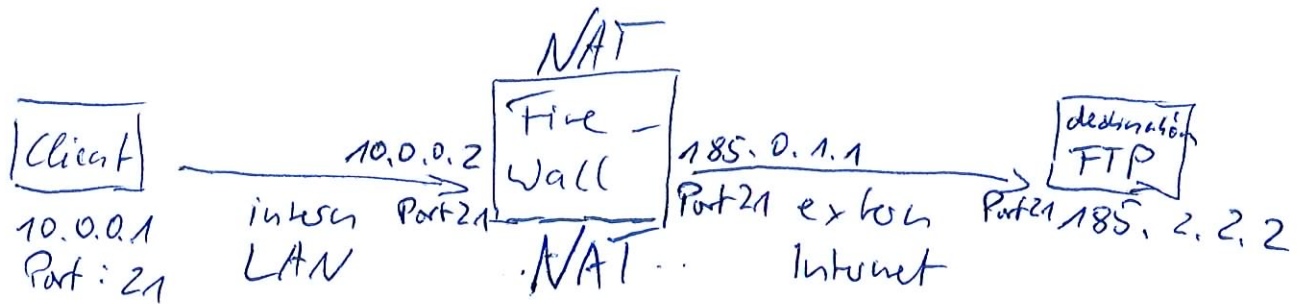 NAT
Client
10.0.0.1
Port: 21
intern
LAN
10.0.0.2
Port 21
Fire-
Wall
NAT
185.0.1.1
Port 21
extern
Internet
destination
FTP
Port 21
185.2.2.2